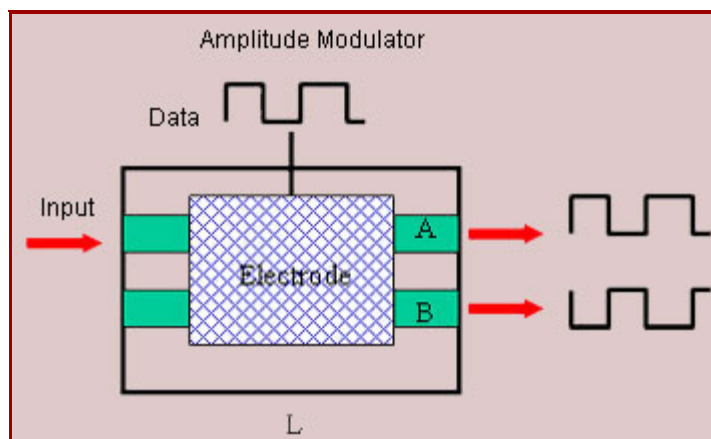 Amplitude Modulator
Data
Input
A
Electrode
B
L